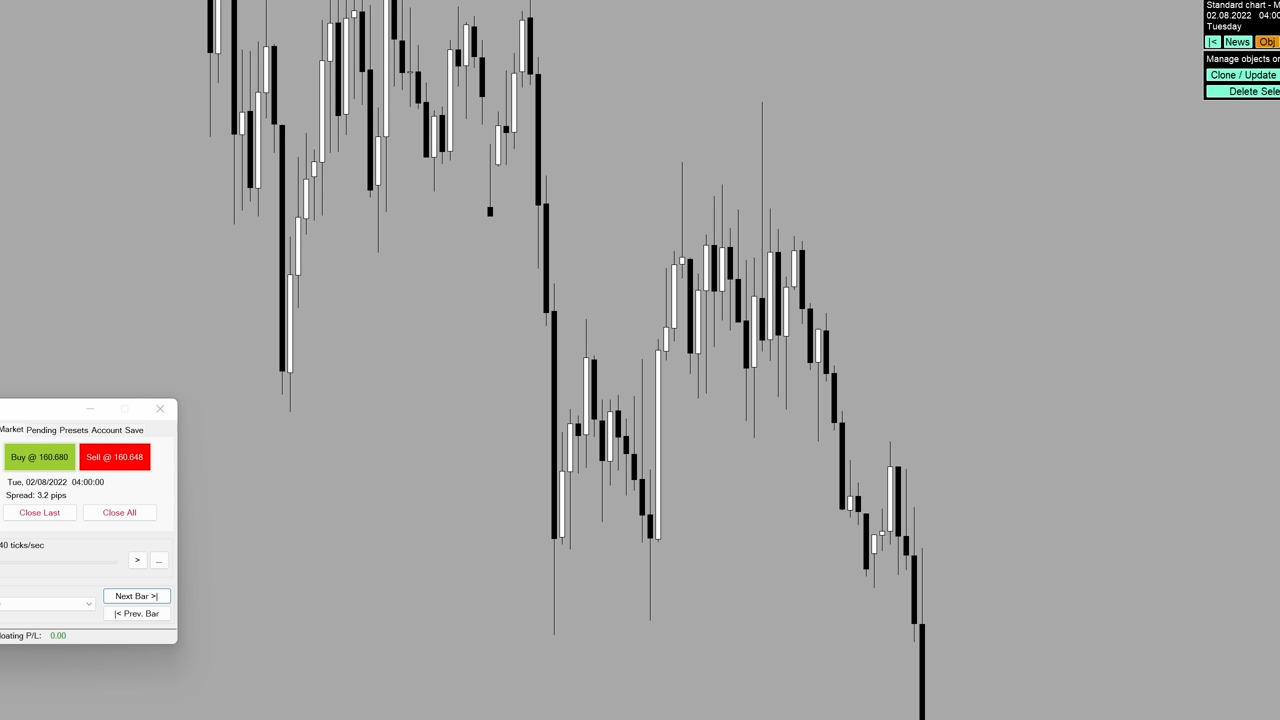 Market Pending Presets Account Save
Buy @ 160.680 Sell @ 160.648
Tue, 02/08/2022 04:00:00
Spread: 3.2 pips
Close Last Close All
40 ticks/sec
> ...
Next Bar >|
|< Prev. Bar
loating P/L: 0.00
Standard chart - M
02.08.2022 04:00
Tuesday
|< News Obj
Manage objects on
Clone / Update
Delete Sele